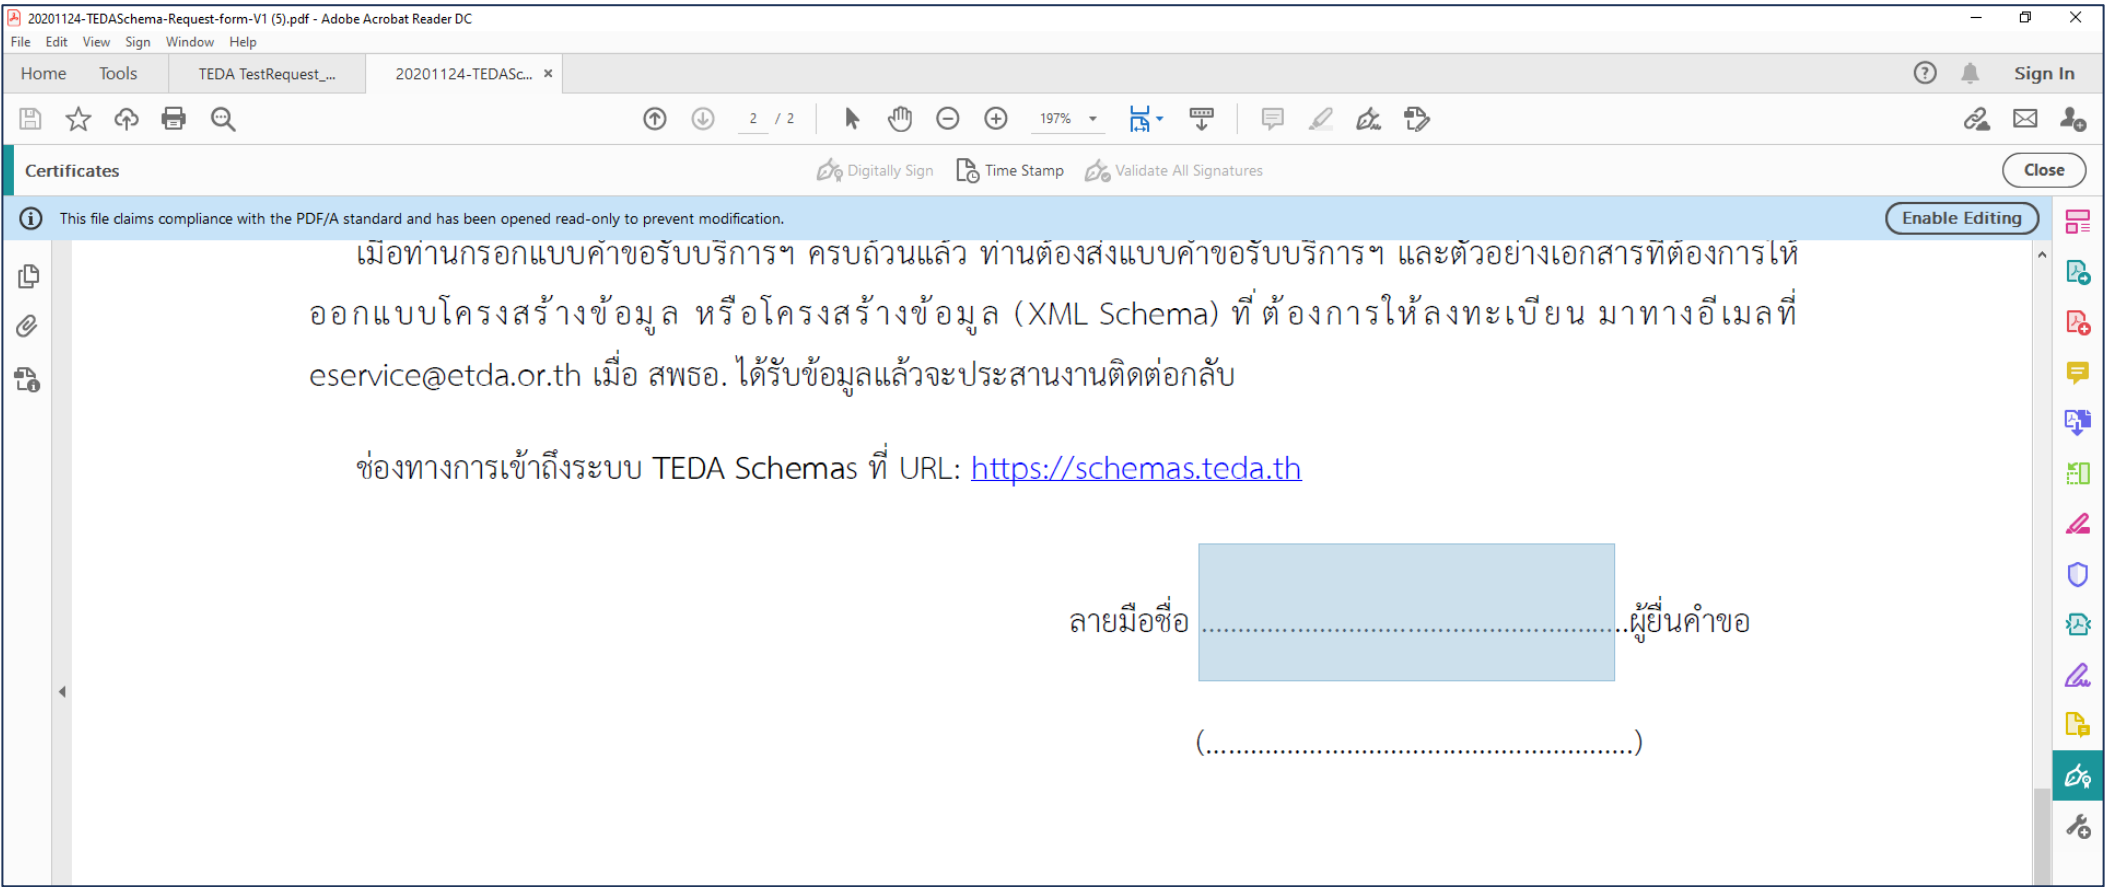 20201124-TEDASchema-Request-form-V1 (5).pdf - Adobe Acrobat Reader DC
File Edit View Sign Window Help
Home Tools TEDA TestRequest_... 20201124-TEDASc... × Sign In
2 / 2 197%
Certificates Digitally Sign Time Stamp Validate All Signatures Close
This file claims compliance with the PDF/A standard and has been opened read-only to prevent modification. Enable Editing
เมื่อท่านกรอกแบบคำขอรับบริการฯ ครบถ้วนแล้ว ท่านต้องส่งแบบคำขอรับบริการฯ และตัวอย่างเอกสารที่ต้องการให้
ออกแบบโครงสร้างข้อมูล หรือโครงสร้างข้อมูล (XML Schema) ที่ต้องการให้ลงทะเบียน มาทางอีเมลที่
eservice@etda.or.th เมื่อ สพธอ. ได้รับข้อมูลแล้วจะประสานงานติดต่อกลับ
ช่องทางการเข้าถึงระบบ TEDA Schemas ที่ URL: https://schemas.teda.th
ลายมือชื่อ ..........................................................ผู้ยื่นคำขอ
(..........................................................)